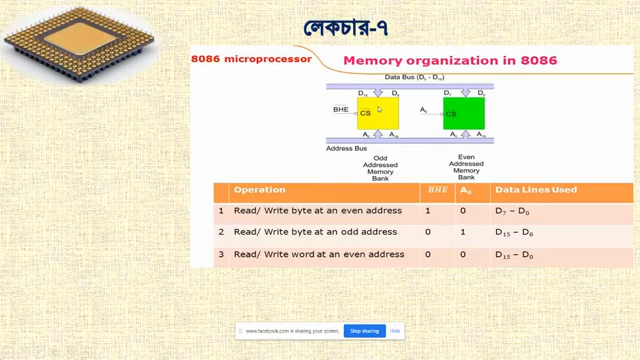 লেকচার-৭
8086 microprocessor
Memory organization in 8086
Data Bus (D₀ - D₁₅)
D₁₅ D₈ D₇ D₀
BHE CS A₀ CS
A₀ A₁₉ A₀ A₁₉
Address Bus
Odd Addressed Memory Bank
Even Addressed Memory Bank
Operation BHE A₀ Data Lines Used
1 Read/ Write byte at an even address 1 0 D₇ – D₀
2 Read/ Write byte at an odd address 0 1 D₁₅ – D₈
3 Read/ Write word at an even address 0 0 D₁₅ – D₀
www.facebook.com is sharing your screen. Stop sharing Hide